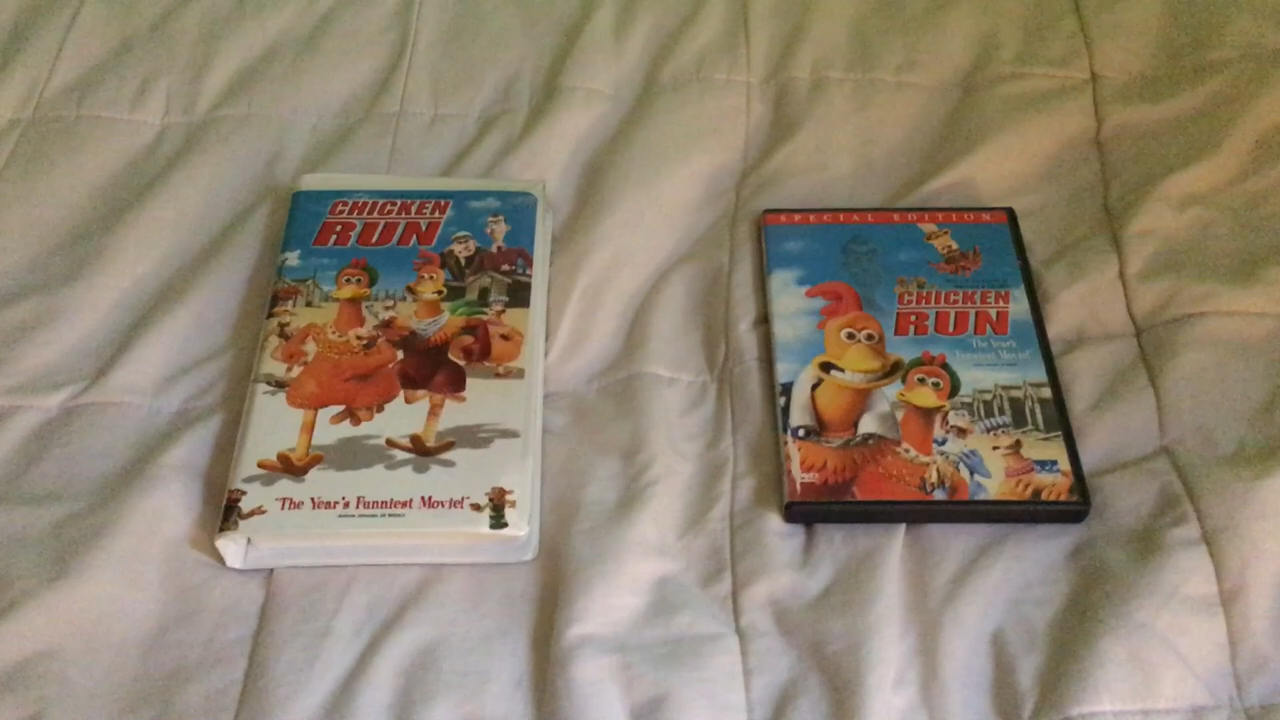 CHICKEN
RUN
"The Year's Funniest Movie!"
SPECIAL EDITION
CHICKEN
RUN
The Year's
Funniest Movie!